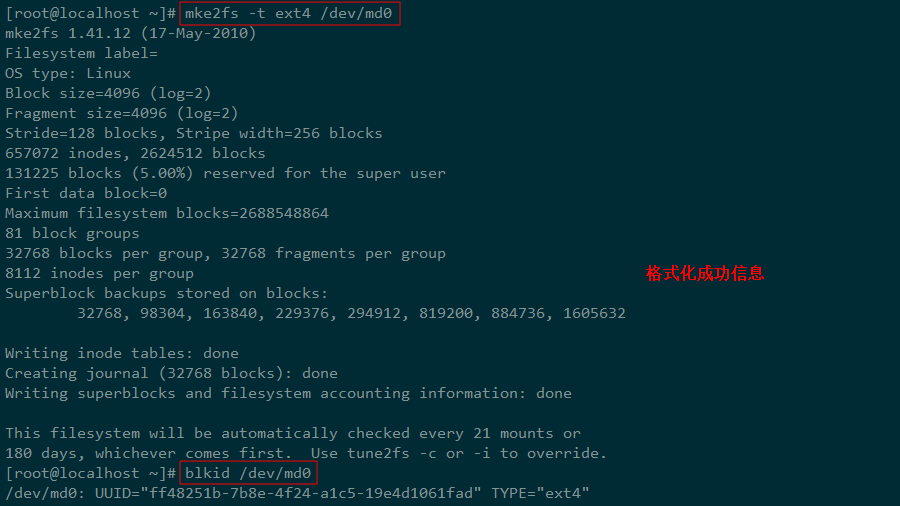 [root@localhost ~]# mke2fs -t ext4 /dev/md0
mke2fs 1.41.12 (17-May-2010)
Filesystem label=
OS type: Linux
Block size=4096 (log=2)
Fragment size=4096 (log=2)
Stride=128 blocks, Stripe width=256 blocks
657072 inodes, 2624512 blocks
131225 blocks (5.00%) reserved for the super user
First data block=0
Maximum filesystem blocks=2688548864
81 block groups
32768 blocks per group, 32768 fragments per group
8112 inodes per group
格式化成功信息
Superblock backups stored on blocks:
        32768, 98304, 163840, 229376, 294912, 819200, 884736, 1605632

Writing inode tables: done
Creating journal (32768 blocks): done
Writing superblocks and filesystem accounting information: done

This filesystem will be automatically checked every 21 mounts or
180 days, whichever comes first.  Use tune2fs -c or -i to override.
[root@localhost ~]# blkid /dev/md0
/dev/md0: UUID="ff48251b-7b8e-4f24-a1c5-19e4d1061fad" TYPE="ext4"